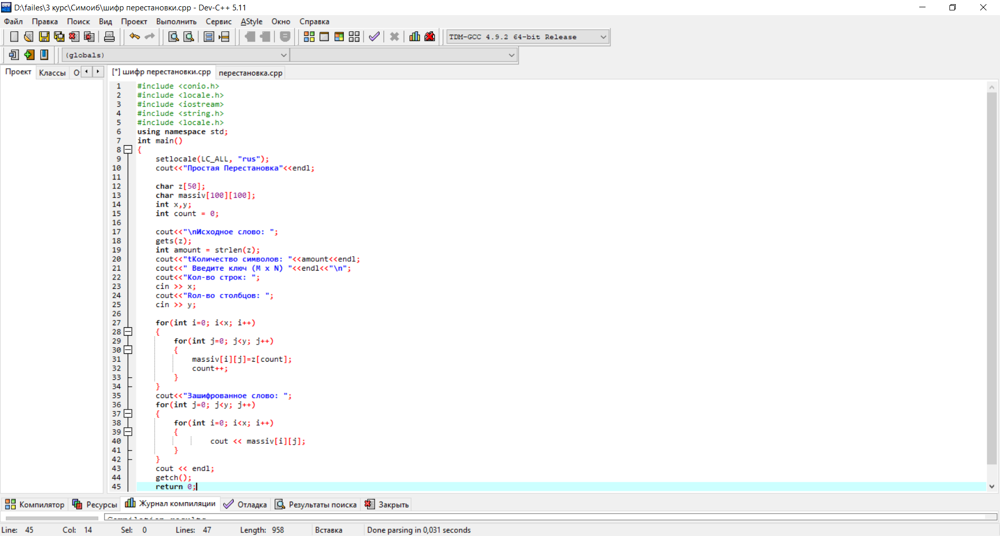 D:\failes\3 курс\Симоиб\шифр перестановки.cpp - Dev-C++ 5.11
Файл Правка Поиск Вид Проект Выполнить Сервис AStyle Окно Справка
TDM-GCC 4.9.2 64-bit Release
(globals)
Проект Классы О
[*] шифр перестановки.cpp перестановка.cpp
1 #include <conio.h>
2 #include <locale.h>
3 #include <iostream>
4 #include <string.h>
5 #include <locale.h>
6 using namespace std;
7 int main()
8 {
9 setlocale(LC_ALL, "rus");
10 cout<<"Простая Перестановка"<<endl;
11
12 char z[50];
13 char massiv[100][100];
14 int x,y;
15 int count = 0;
16
17 cout<<"\nИсходное слово: ";
18 gets(z);
19 int amount = strlen(z);
20 cout<<"tКоличество символов: "<<amount<<endl;
21 cout<<" Введите ключ (M x N) "<<endl<<"\n";
22 cout<<"Кол-во строк: ";
23 cin >> x;
24 cout<<"Rол-во столбцов: ";
25 cin >> y;
26
27 for(int i=0; i<x; i++)
28 {
29 for(int j=0; j<y; j++)
30 {
31 massiv[i][j]=z[count];
32 count++;
33 }
34 }
35 cout<<"Зашифрованное слово: ";
36 for(int j=0; j<y; j++)
37 {
38 for(int i=0; i<x; i++)
39 {
40 cout << massiv[i][j];
41 }
42 }
43 cout << endl;
44 getch();
45 return 0;
Компилятор Ресурсы Журнал компиляции Отладка Результаты поиска Закрыть
Line: 45 Col: 14 Sel: 0 Lines: 47 Length: 958 Вставка Done parsing in 0,031 seconds